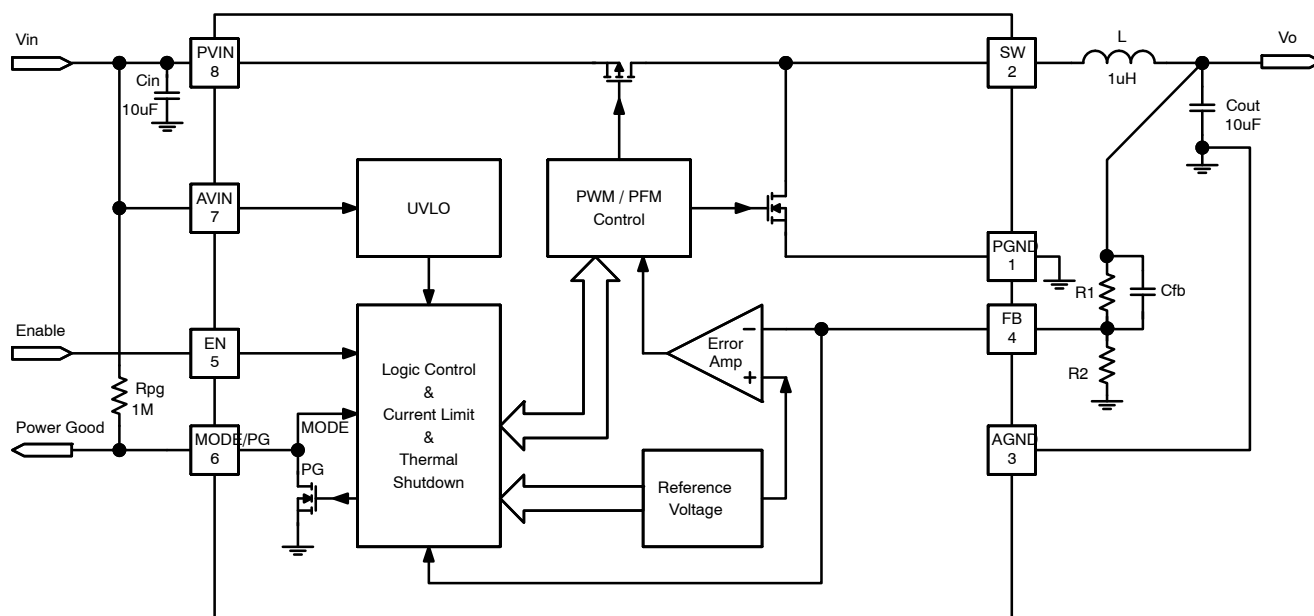 Vin
Cin
10uF
PVIN
8
SW
2
L
1uH
Vo
Cout
10uF
AVIN
7
UVLO
PWM / PFM
Control
PGND
1
R1
Cfb
FB
4
R2
Enable
EN
5
Rpg
1M
Power Good
MODE/PG
6
MODE
PG
Logic Control
&
Current Limit
&
Thermal
Shutdown
Error
Amp
−
+
Reference
Voltage
AGND
3